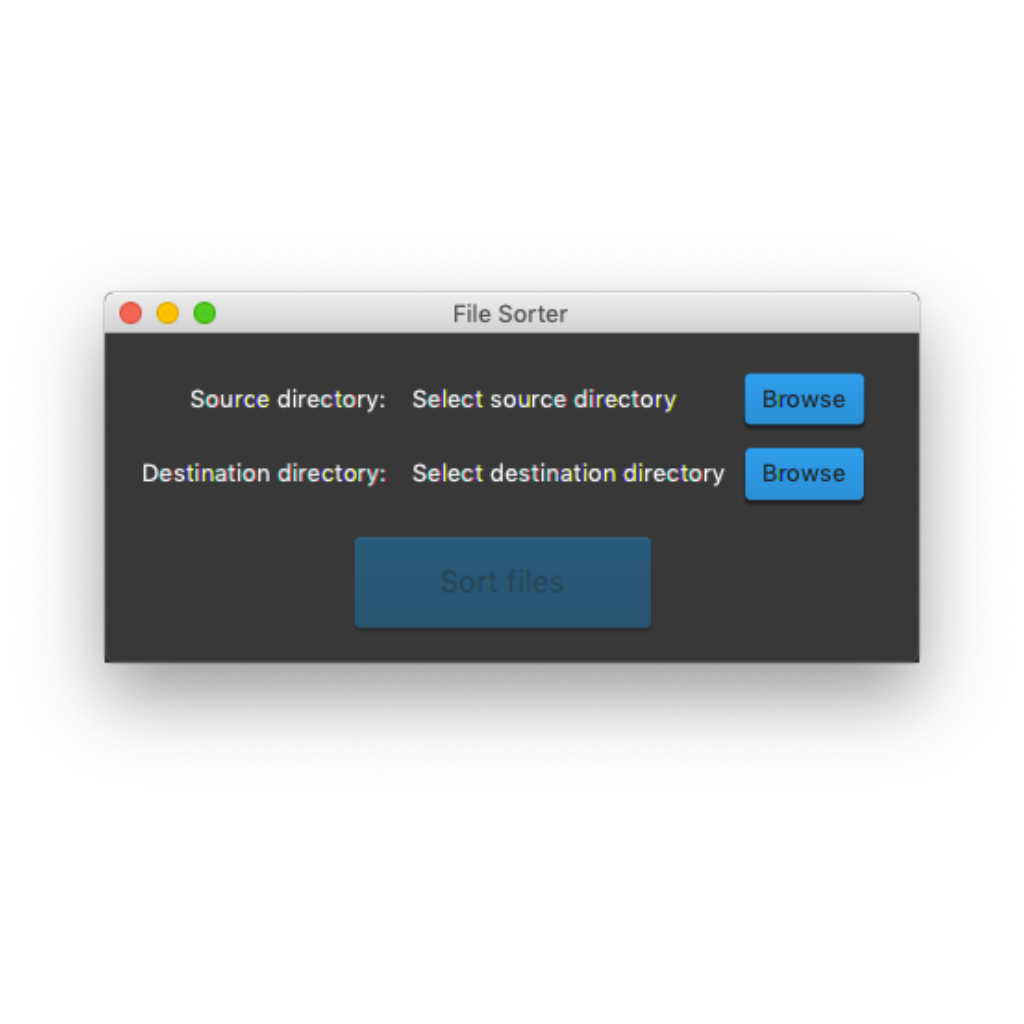 File Sorter
Source directory: Select source directory Browse
Destination directory: Select destination directory Browse
Sort files